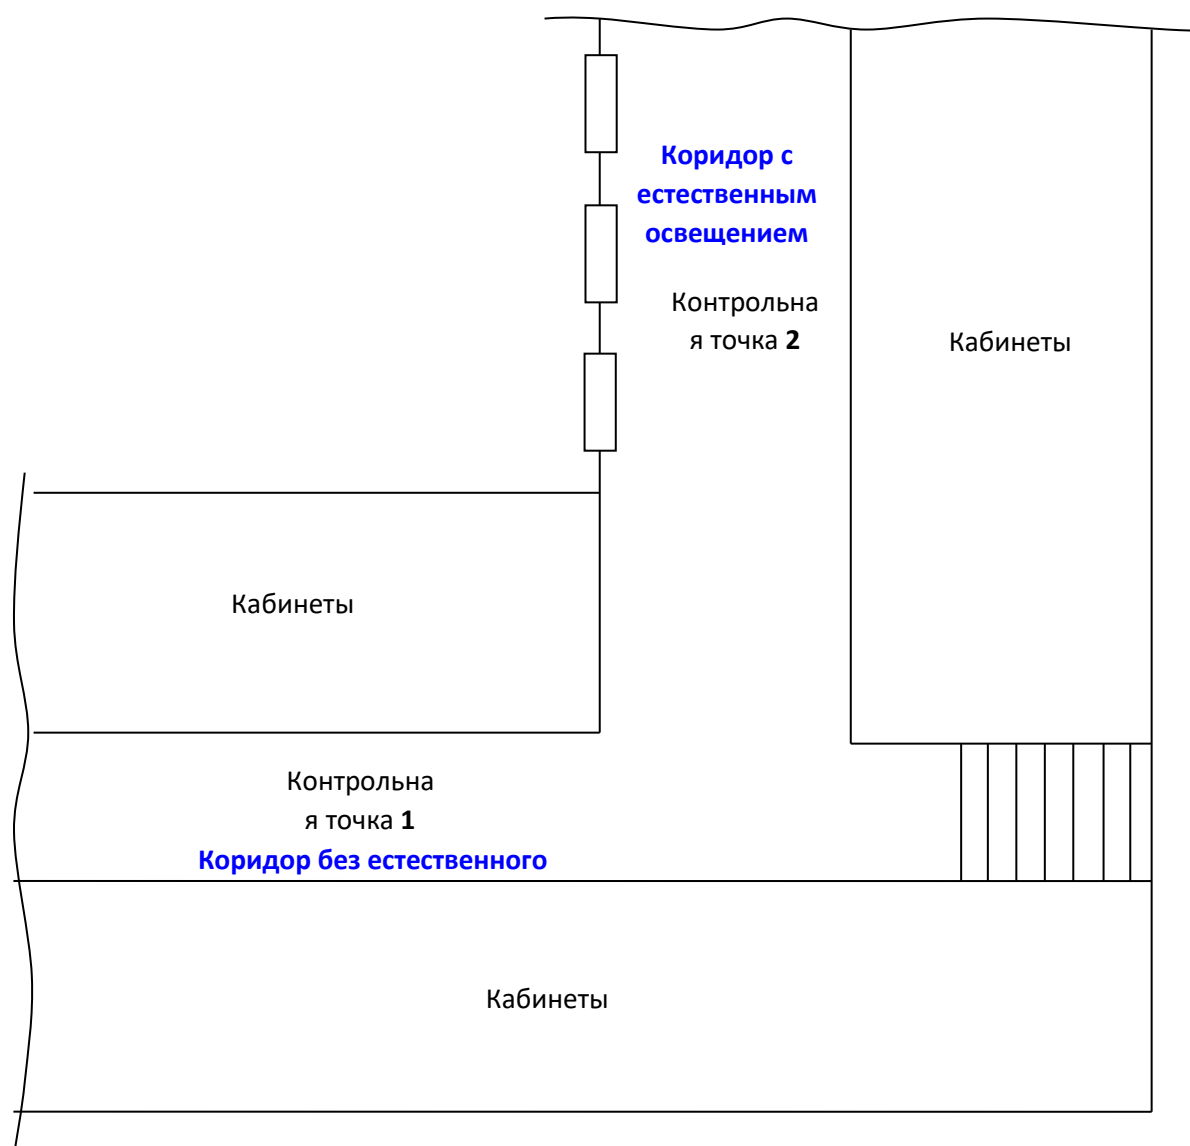 Коридор с
естественным
освещением
Контрольна
я точка 2
Кабинеты
Кабинеты
Контрольна
я точка 1
Коридор без естественного
Кабинеты